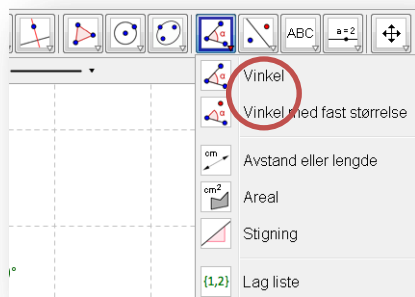 ABC
a = 2
Vinkel
Vinkel med fast størrelse
cm
Avstand eller lengde
cm²
Areal
Stigning
{1,2}
Lag liste